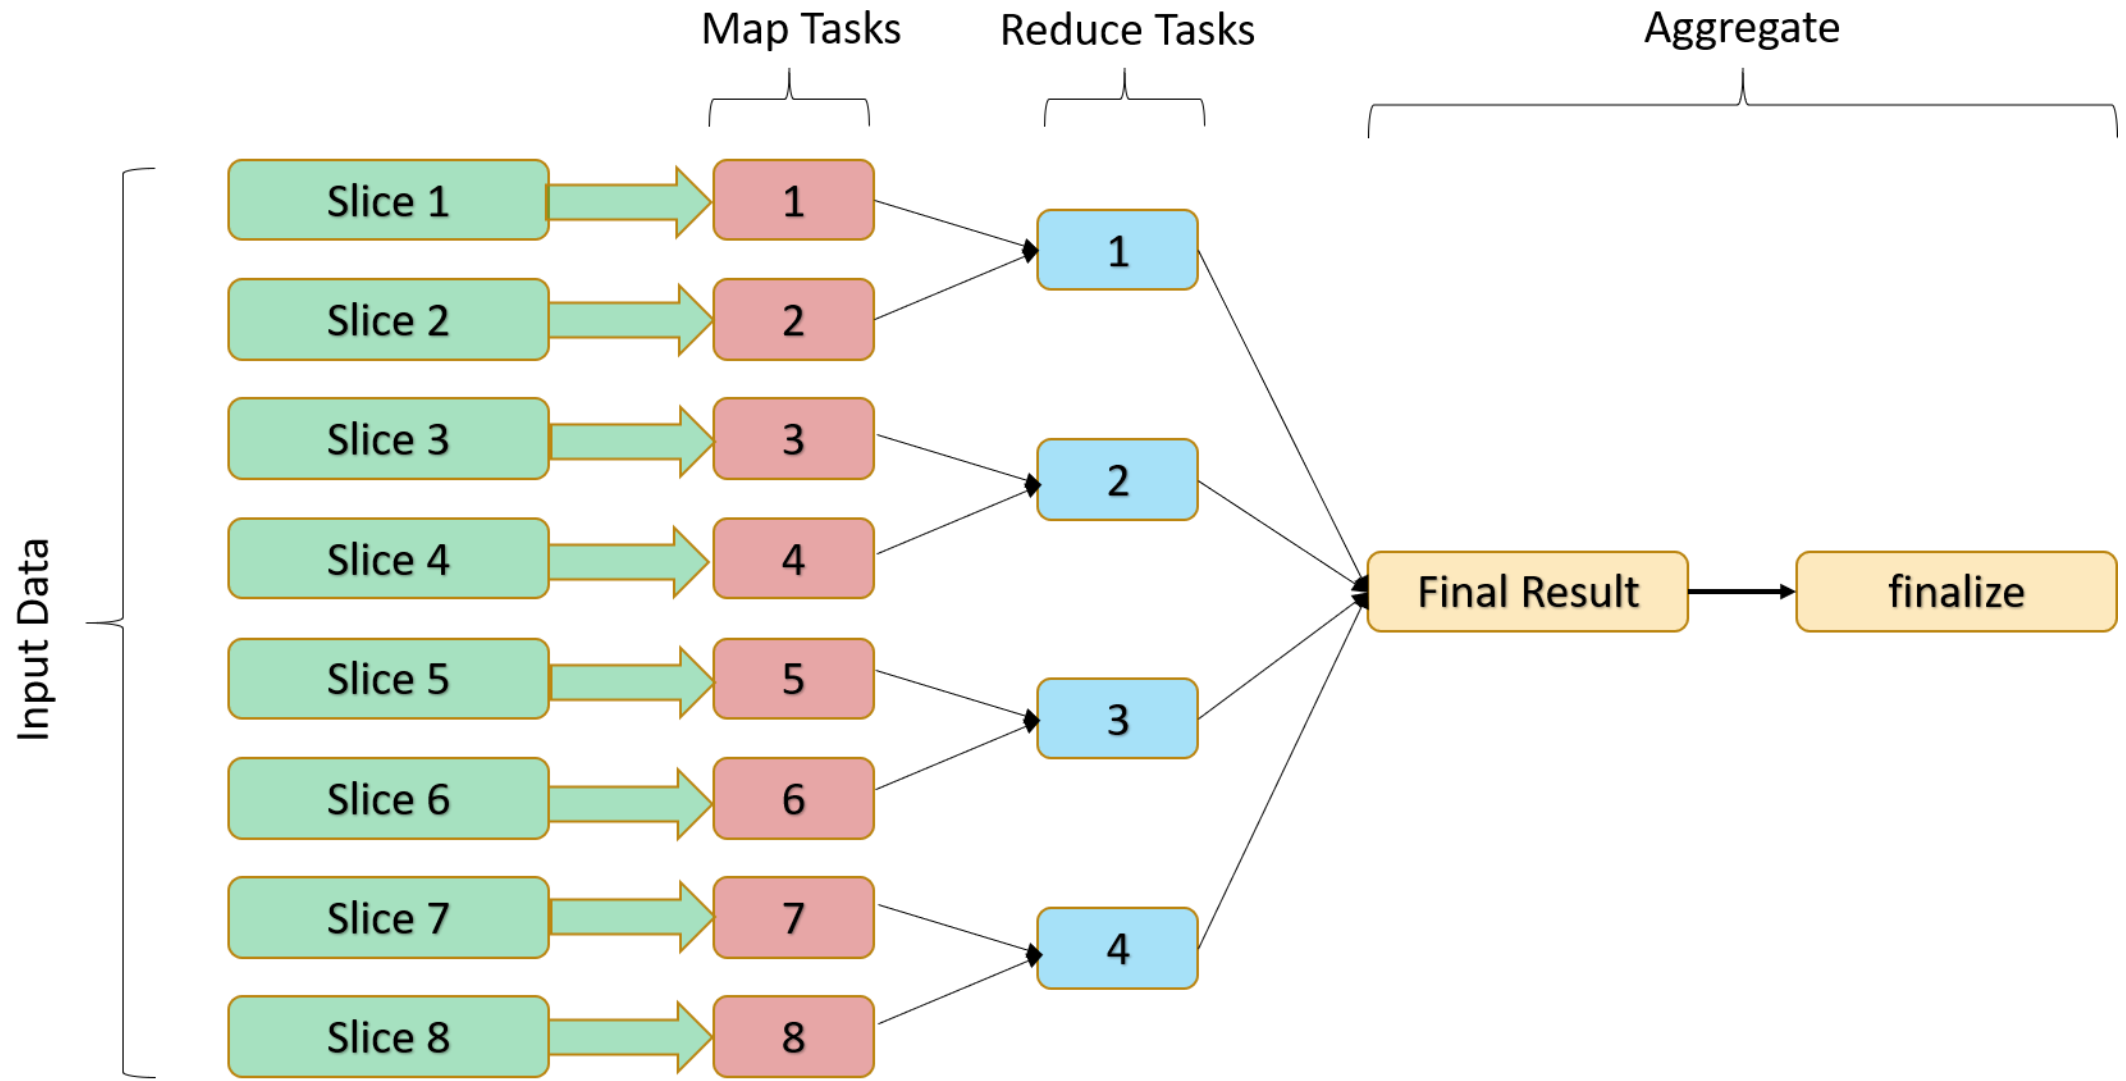 Map Tasks
Reduce Tasks
Aggregate
Input Data
Slice 1
1
Slice 2
2
Slice 3
3
Slice 4
4
Slice 5
5
Slice 6
6
Slice 7
7
Slice 8
8
1
2
3
4
Final Result
finalize